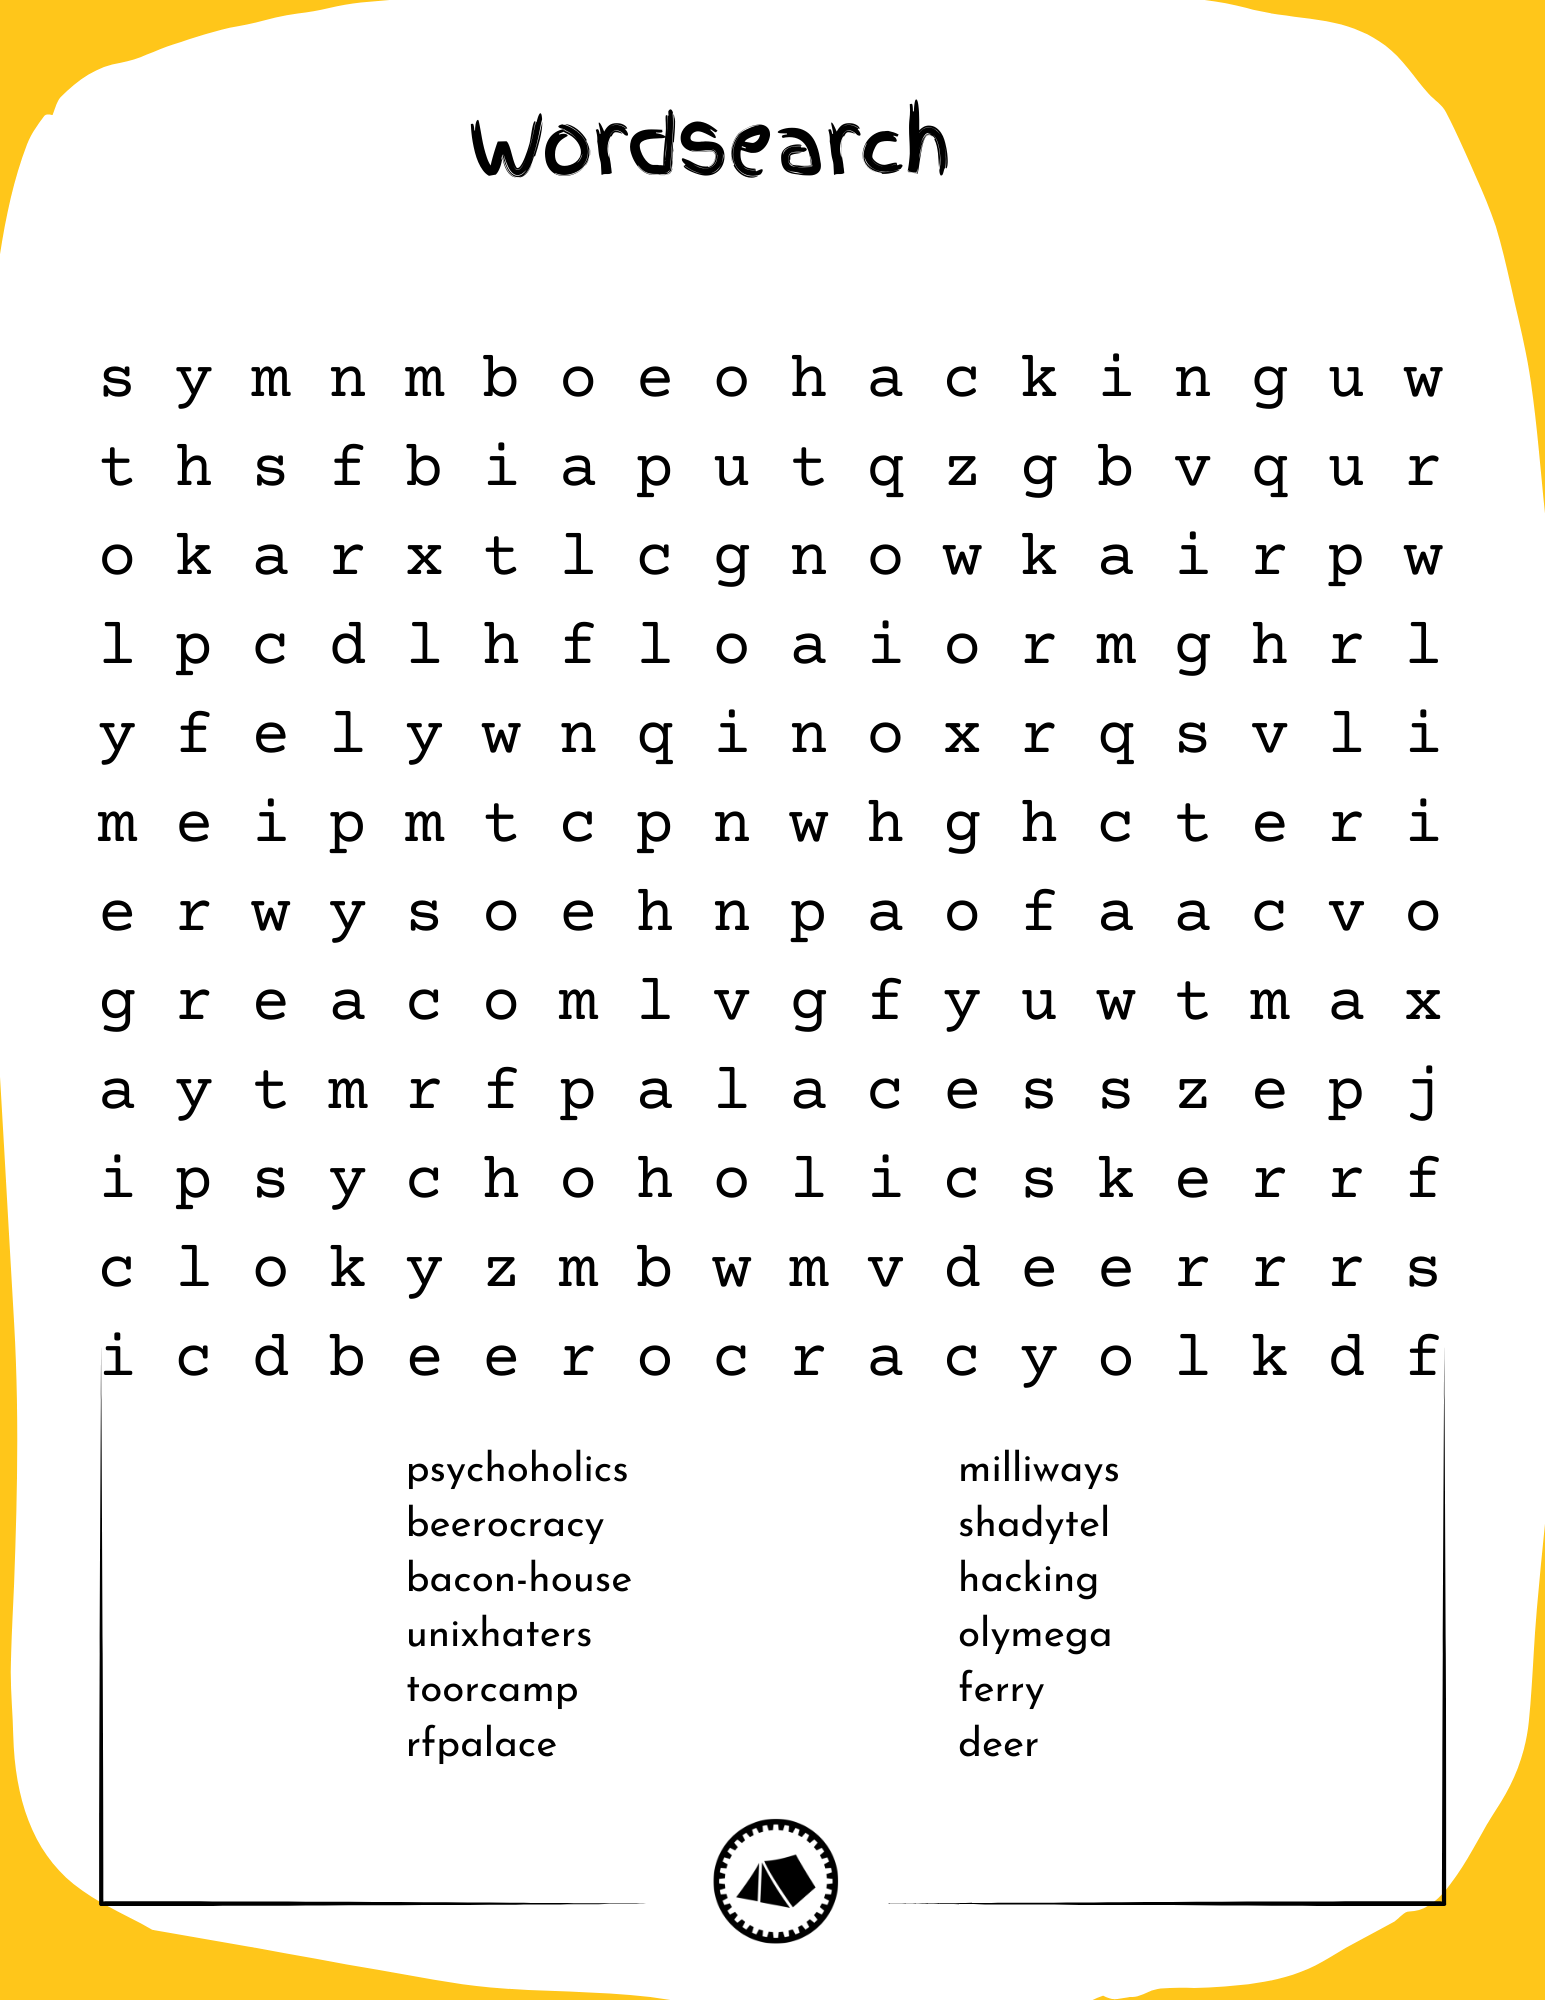 Wordsearch
s y m n m b o e o h a c k i n g u w
t h s f b i a p u t q z g b v q u r
o k a r x t l c g n o w k a i r p w
l p c d l h f l o a i o r m g h r l
y f e l y w n q i n o x r q s v l i
m e i p m t c p n w h g h c t e r i
e r w y s o e h n p a o f a a c v o
g r e a c o m l v g f y u w t m a x
a y t m r f p a l a c e s s z e p j
i p s y c h o h o l i c s k e r r f
c l o k y z m b w m v d e e r r r s
i c d b e e r o c r a c y o l k d f
psychoholics
beerocracy
bacon-house
unixhaters
toorcamp
rfpalace
milliways
shadytel
hacking
olymega
ferry
deer